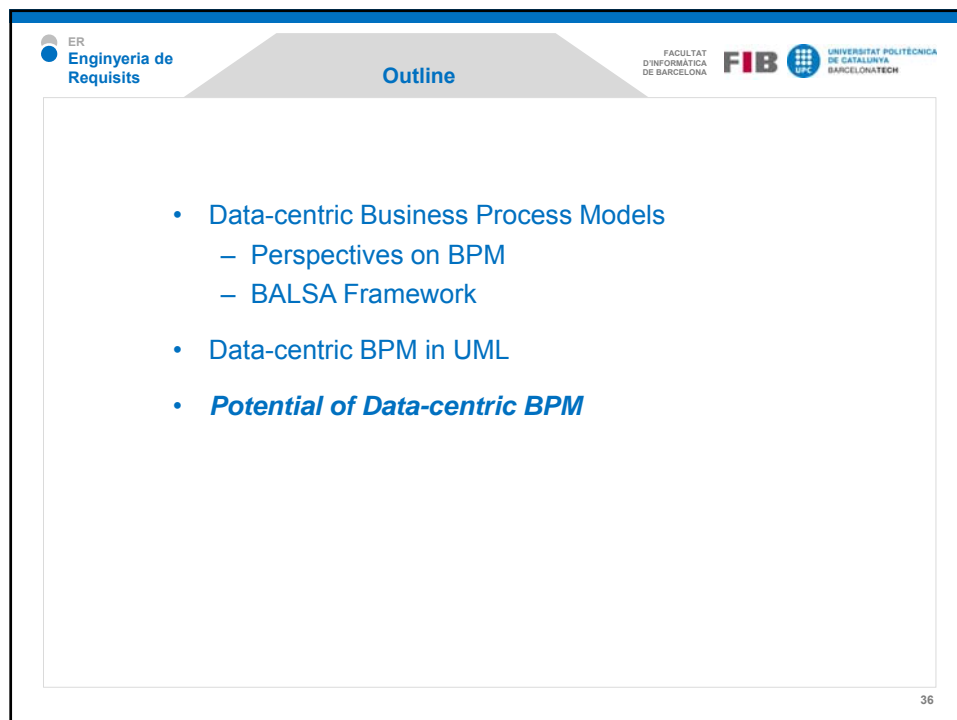 ER
Enginyeria de
Requisits
Outline
FACULTAT
D'INFORMÀTICA
DE BARCELONA
FIB
UPC
UNIVERSITAT POLITÈCNICA
DE CATALUNYA
BARCELONATECH
• Data-centric Business Process Models
– Perspectives on BPM
– BALSA Framework
• Data-centric BPM in UML
• Potential of Data-centric BPM
36